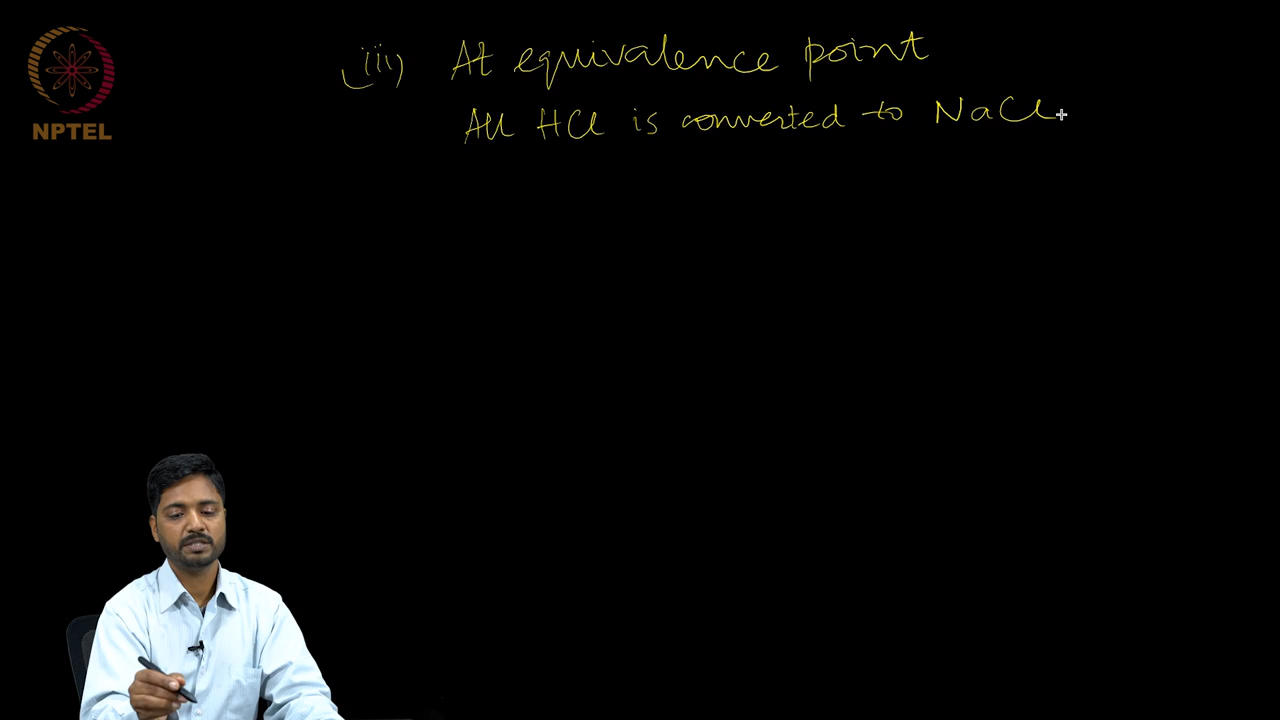 NPTEL
(iii) At equivalence point
All HCl is converted to NaCl